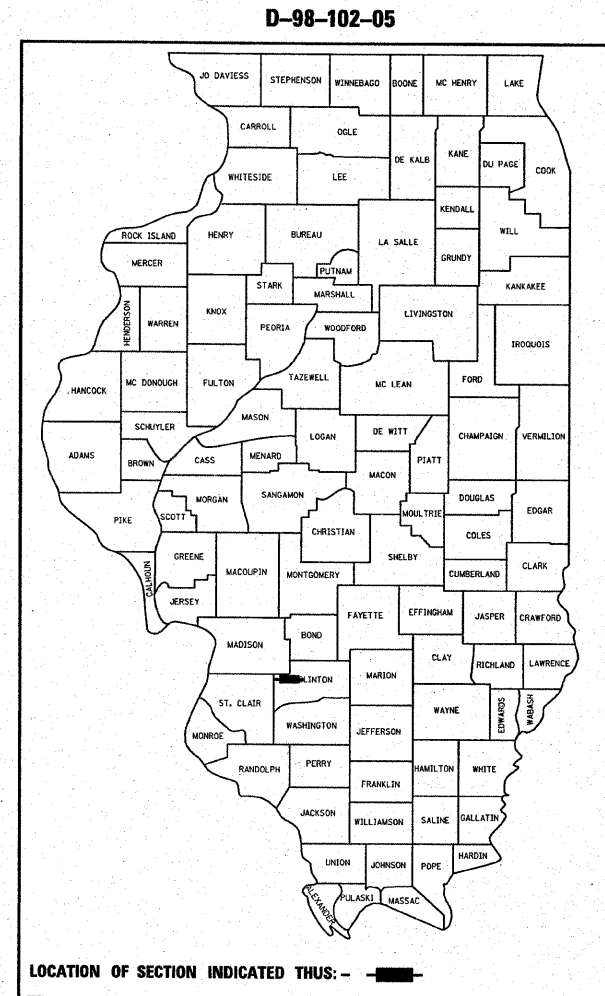 D-98-102-05
JO DAVIESS STEPHENSON WINNEBAGO BOONE MC HENRY LAKE
CARROLL OGLE DE KALB KANE DU PAGE COOK
WHITESIDE LEE
KENDALL
ROCK ISLAND HENRY BUREAU LA SALLE WILL
MERCER PUTNAM GRUNDY
STARK MARSHALL KANKAKEE
HENDERSON WARREN KNOX PEORIA WOODFORD LIVINGSTON IROQUOIS
HANCOCK MC DONOUGH FULTON TAZEWELL MC LEAN FORD
MASON
SCHUYLER LOGAN DE WITT CHAMPAIGN VERMILION
ADAMS BROWN CASS MENARD PIATT
MACON
MORGAN SANGAMON DOUGLAS EDGAR
PIKE SCOTT CHRISTIAN MOULTRIE
COLES
GREENE SHELBY
CALHOUN MACOUPIN MONTGOMERY CUMBERLAND CLARK
JERSEY FAYETTE EFFINGHAM JASPER CRAWFORD
MADISON BOND
CLAY RICHLAND LAWRENCE
LINTON MARION
ST. CLAIR WAYNE EDWARDS WABASH
WASHINGTON JEFFERSON
MONROE
RANDOLPH PERRY HAMILTON WHITE
FRANKLIN
JACKSON WILLIAMSON SALINE GALLATIN
UNION JOHNSON POPE HARDIN
ALEXANDER PULASKI MASSAC
LOCATION OF SECTION INDICATED THUS: -